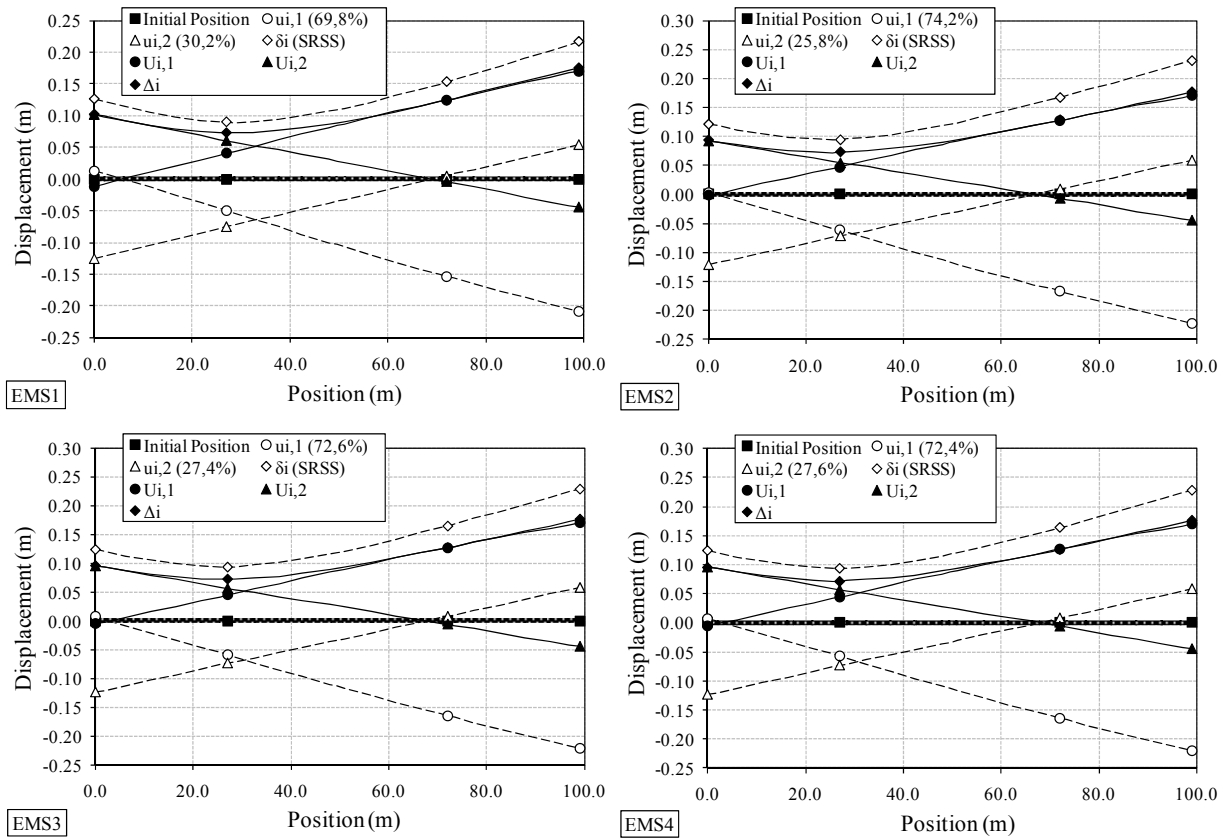 Initial Position ui,1 (69,8%)
ui,2 (30,2%) δi (SRSS)
Ui,1 Ui,2
Δi
0.25
0.20
0.15
0.10
0.05
0.00
-0.05
-0.10
-0.15
-0.20
-0.25
Displacement (m)
0.0 20.0 40.0 60.0 80.0 100.0
Position (m)
EMS1
Initial Position ui,1 (74,2%)
ui,2 (25,8%) δi (SRSS)
Ui,1 Ui,2
Δi
0.30
0.25
0.20
0.15
0.10
0.05
0.00
-0.05
-0.10
-0.15
-0.20
-0.25
Displacement (m)
0.0 20.0 40.0 60.0 80.0 100.0
Position (m)
EMS2
Initial Position ui,1 (72,6%)
ui,2 (27,4%) δi (SRSS)
Ui,1 Ui,2
Δi
0.30
0.25
0.20
0.15
0.10
0.05
0.00
-0.05
-0.10
-0.15
-0.20
-0.25
Displacement (m)
0.0 20.0 40.0 60.0 80.0 100.0
Position (m)
EMS3
Initial Position ui,1 (72,4%)
ui,2 (27,6%) δi (SRSS)
Ui,1 Ui,2
Δi
0.30
0.25
0.20
0.15
0.10
0.05
0.00
-0.05
-0.10
-0.15
-0.20
-0.25
Displacement (m)
0.0 20.0 40.0 60.0 80.0 100.0
Position (m)
EMS4